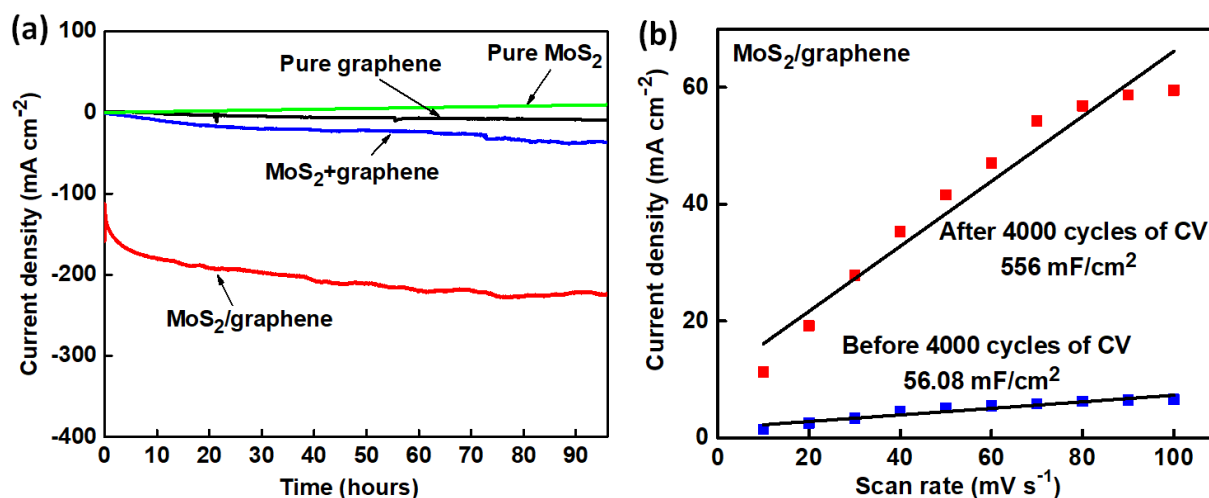 (a)
Current density (mA cm⁻²)
100
0
-100
-200
-300
-400
Pure MoS₂
Pure graphene
MoS₂+graphene
MoS₂/graphene
0 10 20 30 40 50 60 70 80 90
Time (hours)
(b)
Current density (mA cm⁻²)
60
40
20
0
MoS₂/graphene
After 4000 cycles of CV
556 mF/cm²
Before 4000 cycles of CV
56.08 mF/cm²
0 20 40 60 80 100
Scan rate (mV s⁻¹)